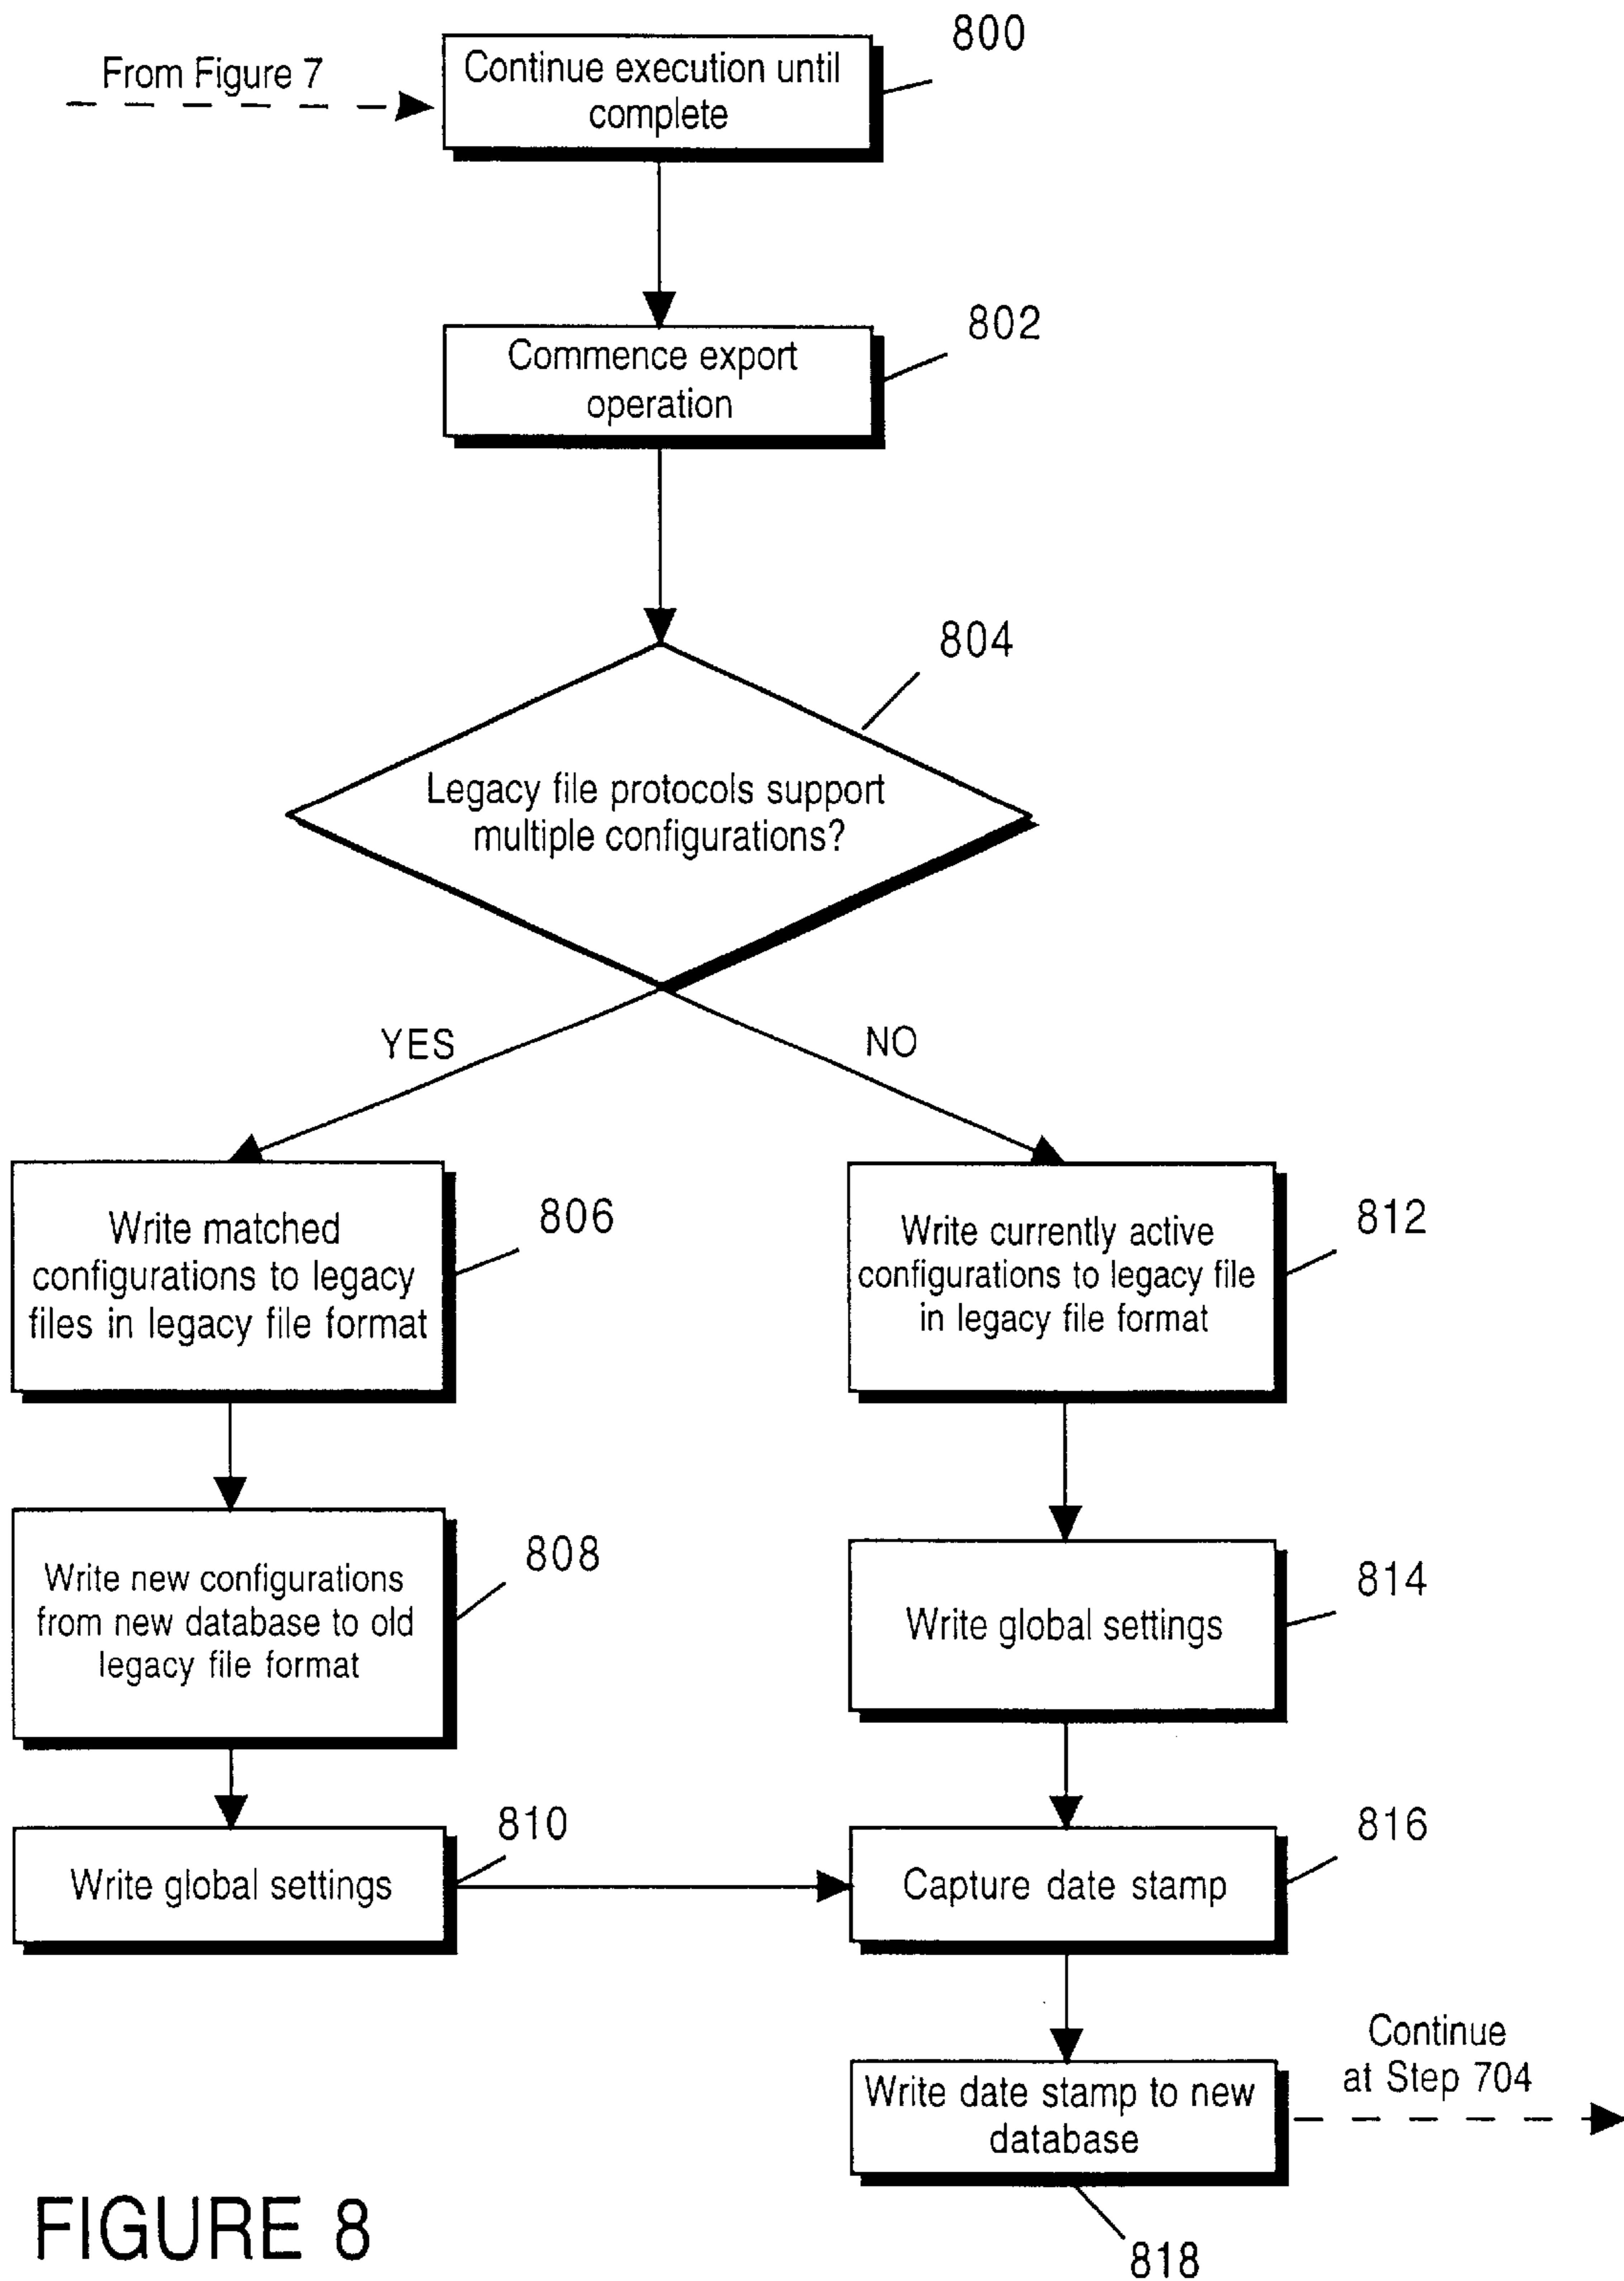 800
From Figure 7
Continue execution until
complete
802
Commence export
operation
804
Legacy file protocols support
multiple configurations?
YES
NO
Write matched
configurations to legacy
files in legacy file format
806
Write currently active
configurations to legacy file
in legacy file format
812
Write new configurations
from new database to old
legacy file format
808
Write global settings
814
Write global settings
810
Capture date stamp
816
Write date stamp to new
database
Continue
at Step 704
818
FIGURE 8